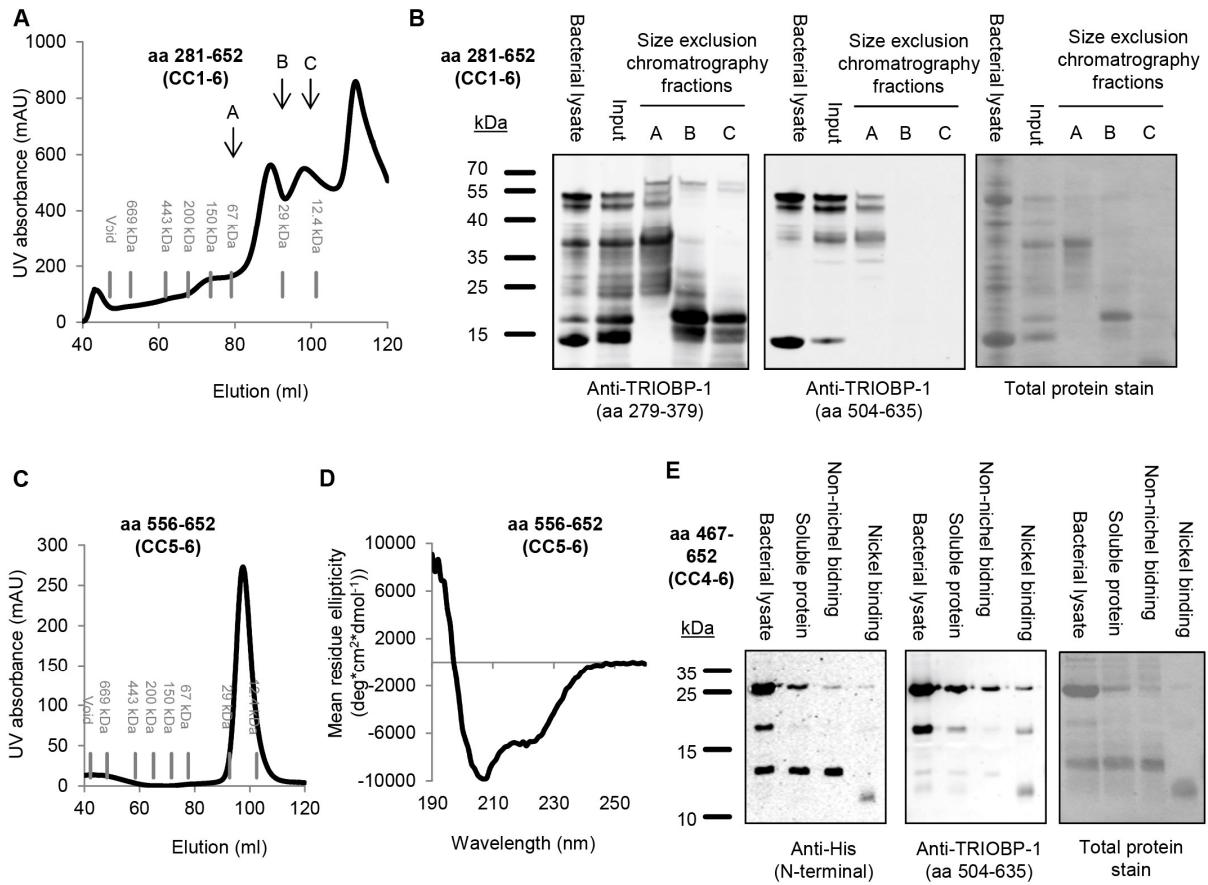 A
aa 281-652
(CC1-6)
UV absorbance (mAU)
1000
800
600
400
200
0
A
B
C
Void
669 kDa
443 kDa
200 kDa
150 kDa
67 kDa
29 kDa
12.4 kDa
40
60
80
100
120
Elution (ml)
B
aa 281-652
(CC1-6)
kDa
70
55
40
35
25
15
Bacterial lysate
Input
Size exclusion
chromatography
fractions
A B C
Anti-TRIOBP-1
(aa 279-379)
Bacterial lysate
Input
Size exclusion
chromatography
fractions
A B C
Anti-TRIOBP-1
(aa 504-635)
Bacterial lysate
Input
Size exclusion
chromatography
fractions
A B C
Total protein stain
C
aa 556-652
(CC5-6)
UV absorbance (mAU)
300
250
200
150
100
50
0
Void
669 kDa
443 kDa
200 kDa
150 kDa
67 kDa
29 kDa
12.4 kDa
40
60
80
100
120
Elution (ml)
D
aa 556-652
(CC5-6)
Mean residue ellipticity
(deg*cm²*dmol⁻¹))
10000
6000
2000
-2000
-6000
-10000
190
210
230
250
Wavelength (nm)
E
aa 467-
652
(CC4-6)
kDa
35
25
15
10
Bacterial lysate
Soluble protein
Non-nichel bidning
Nickel binding
Anti-His
(N-terminal)
Bacterial lysate
Soluble protein
Non-nichel bidning
Nickel binding
Anti-TRIOBP-1
(aa 504-635)
Bacterial lysate
Soluble protein
Non-nichel bidning
Nickel binding
Total protein
stain